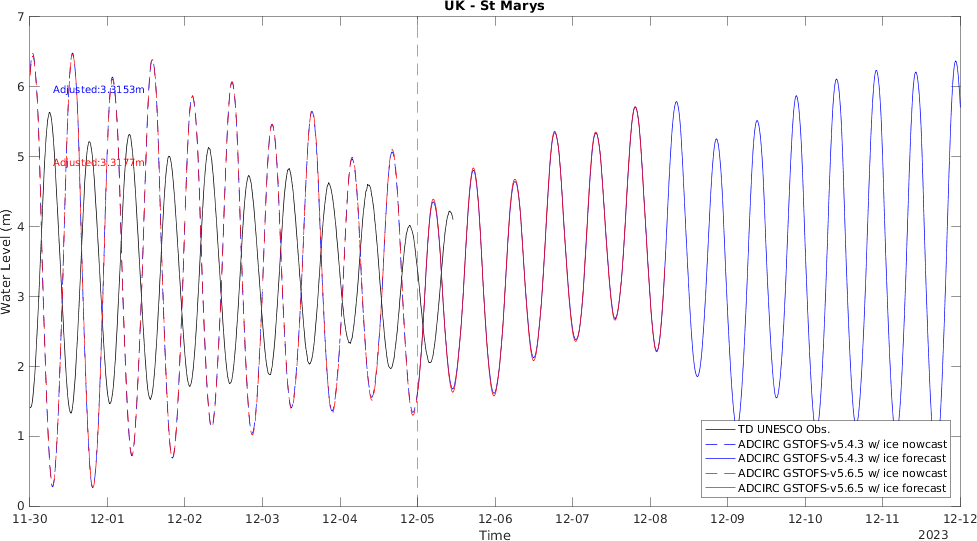 UK - St Marys
7
6
5
4
3
2
1
0
Water Level (m)
Adjusted:3.3153m
Adjusted:3.3177m
TD UNESCO Obs.
ADCIRC GSTOFS-v5.4.3 w/ ice nowcast
ADCIRC GSTOFS-v5.4.3 w/ ice forecast
ADCIRC GSTOFS-v5.6.5 w/ ice nowcast
ADCIRC GSTOFS-v5.6.5 w/ ice forecast
11-30 12-01 12-02 12-03 12-04 12-05 12-06 12-07 12-08 12-09 12-10 12-11 12-12
Time
2023